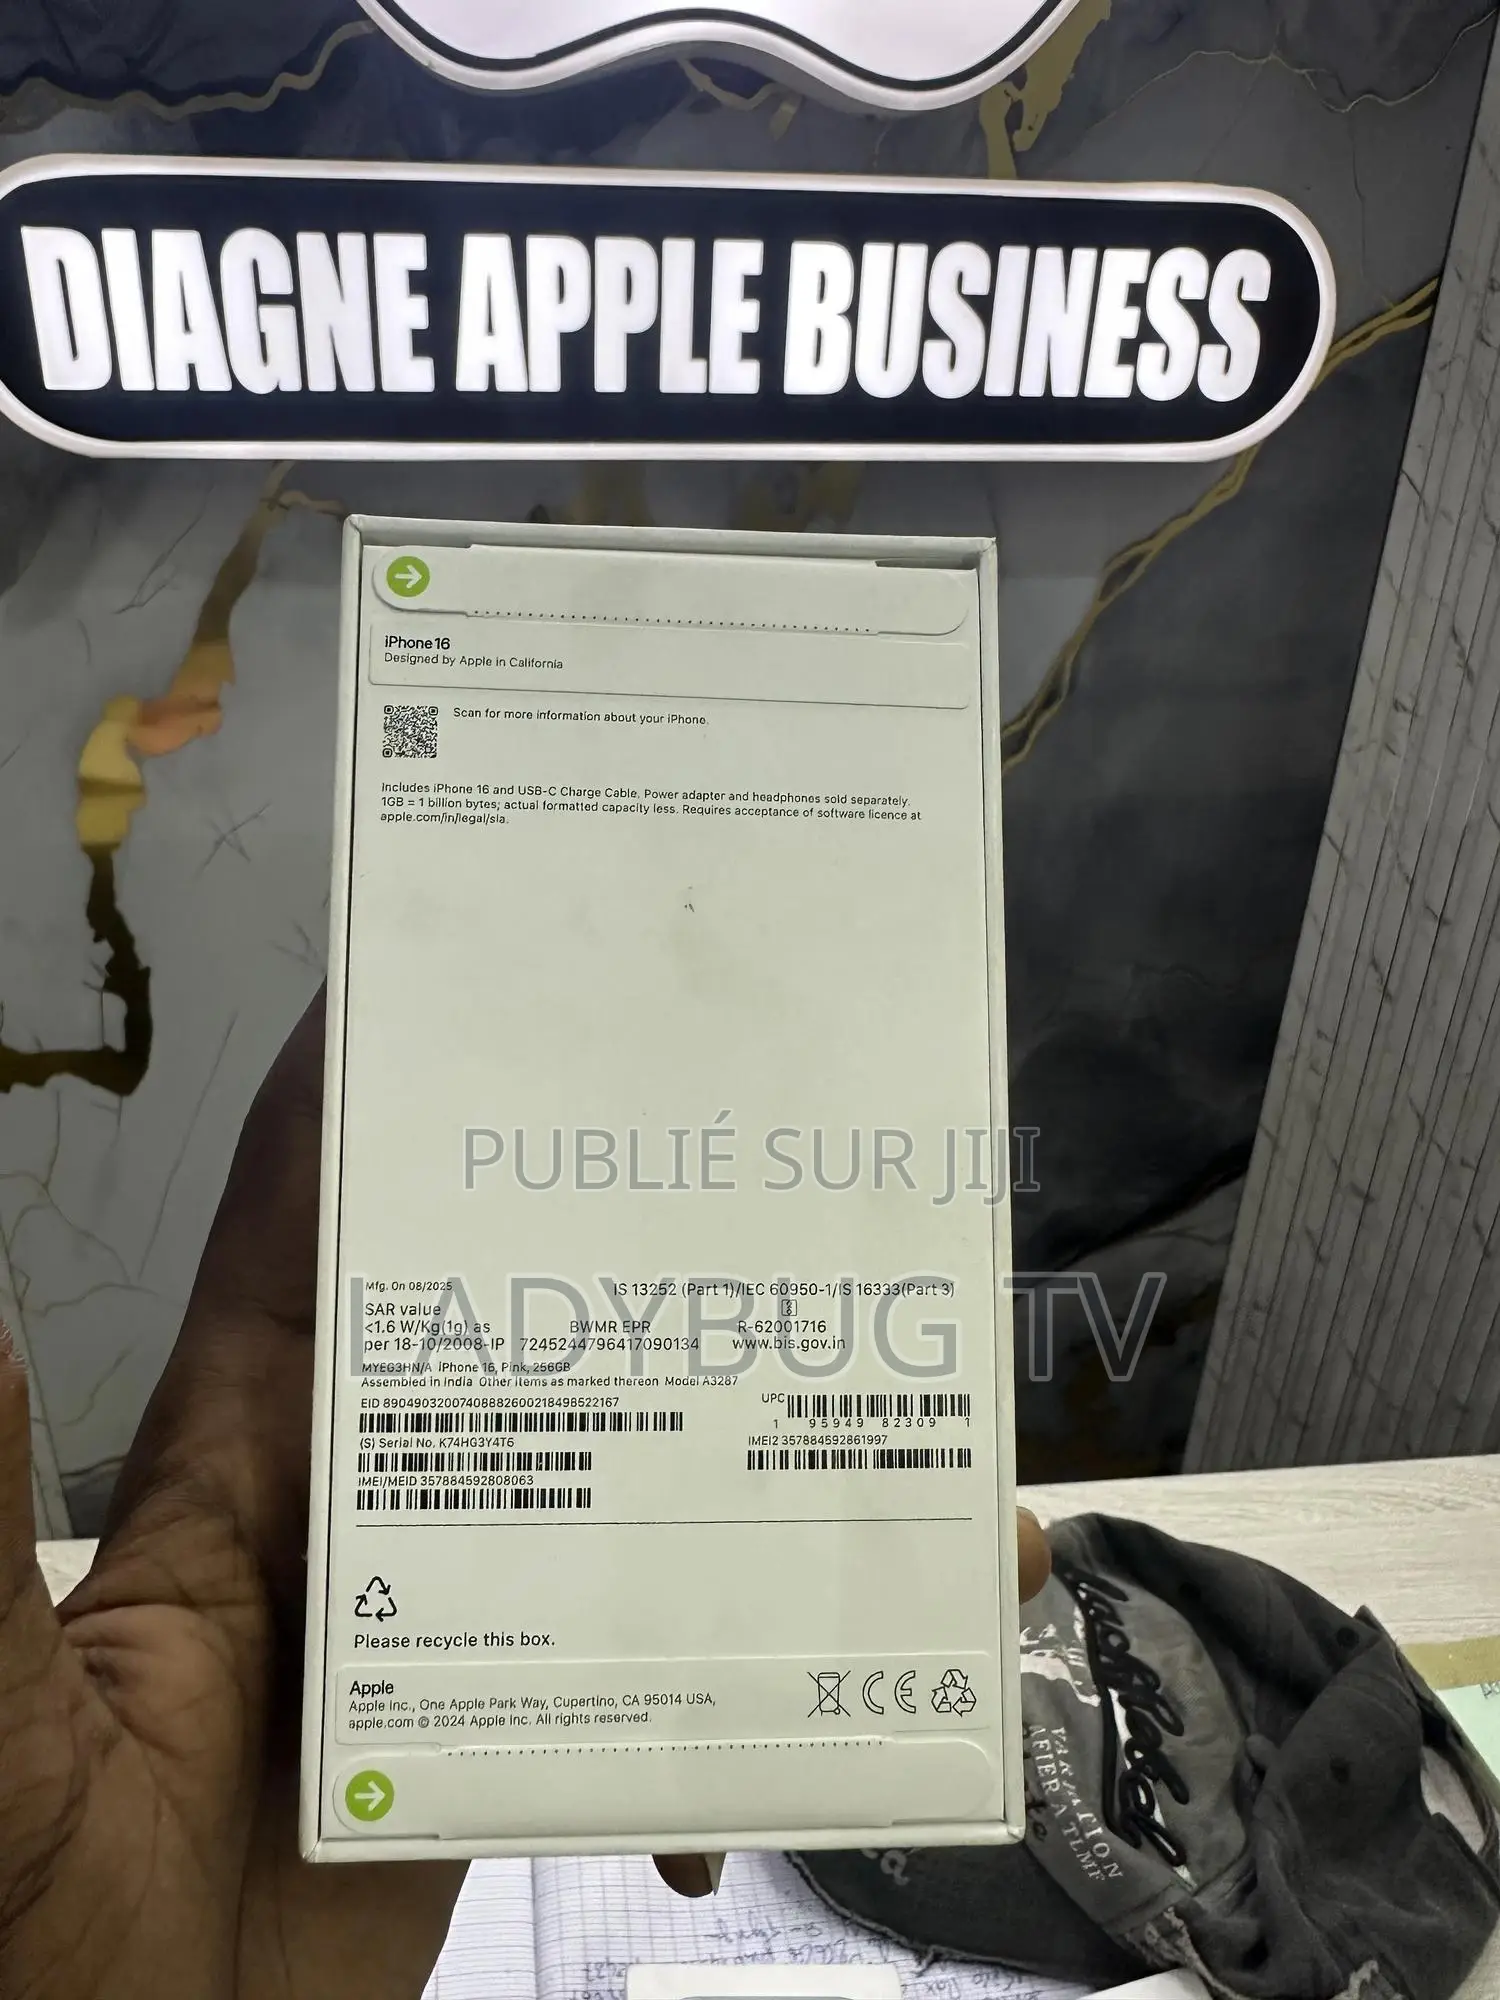 DIAGNE APPLE BUSINESS
iPhone 16
Designed by Apple in California
Scan for more information about your iPhone.
Includes iPhone 16 and USB-C Charge Cable. Power adapter and headphones sold separately.
1GB = 1 billion bytes; actual formatted capacity less. Requires acceptance of software licence at
apple.com/in/legal/sla.
PUBLIÉ SUR JIJI
LADYBUG TV
Mfg. On 08/2025
IS 13252 (Part 1)/IEC 60950-1/IS 16333(Part 3)
SAR value
<1.6 W/Kg(1g) as BWMR EPR R-62001716
per 18-10/2008-IP 7245244796417090134 www.bis.gov.in
MYEG3HN/A iPhone 16, Pink, 256GB
Assembled in India Other items as marked thereon Model A3287
EID 89049032007408882600218498522167
UPC
1 95949 82309 1
(S) Serial No. K74HG3Y4T6
IMEI2 357884592861997
IMEI/MEID 357884592808063
Please recycle this box.
Apple
Apple Inc., One Apple Park Way, Cupertino, CA 95014 USA,
apple.com © 2024 Apple Inc. All rights reserved.
CE